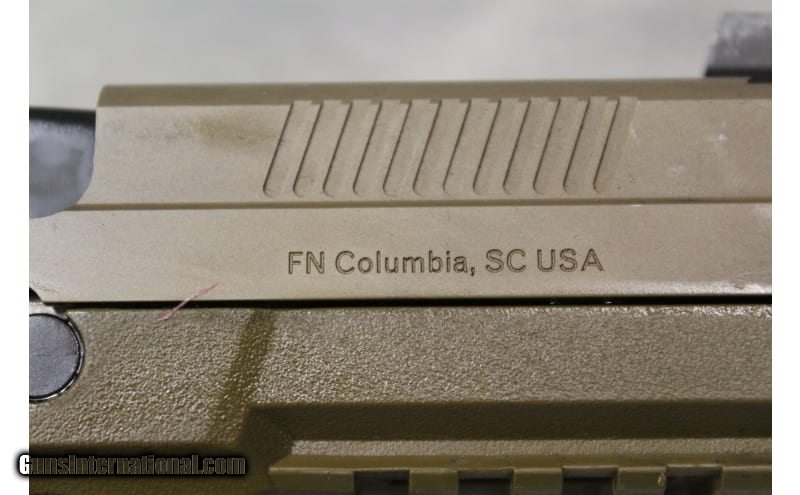 FN Columbia, SC USA
GunsInternational.com